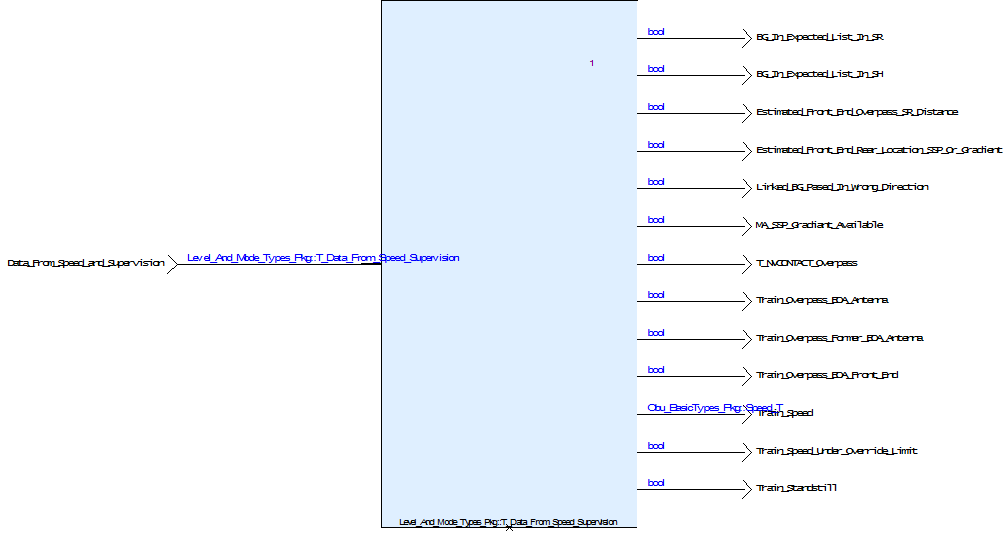 bool
BG_In_Expected_List_In_SR
1
bool
BG_In_Expected_List_In_SH
bool
Estimated_Front_End_Overpass_SR_Distance
bool
Estimated_Front_End_Rear_Location_SSP_Or_Gradient
bool
Linked_BG_Pased_In_Wrong_Direction
bool
MA_SSP_Gradiant_Available
Data_From_Speed_and_Supervision
Level_And_Mode_Types_Pkg::T_Data_From_Speed_Supervision
bool
T_NVCONTACT_Overpass
bool
Train_Overpass_EOA_Antenna
bool
Train_Overpass_Former_EOA_Antenna
bool
Train_Overpass_EOA_Front_End
Obu_BasicTypes_Pkg::Speed_T
Train_Speed
bool
Train_Speed_Under_Override_Limit
bool
Train_Standstill
Level_And_Mode_Types_Pkg::T_Data_From_Speed_Supervision